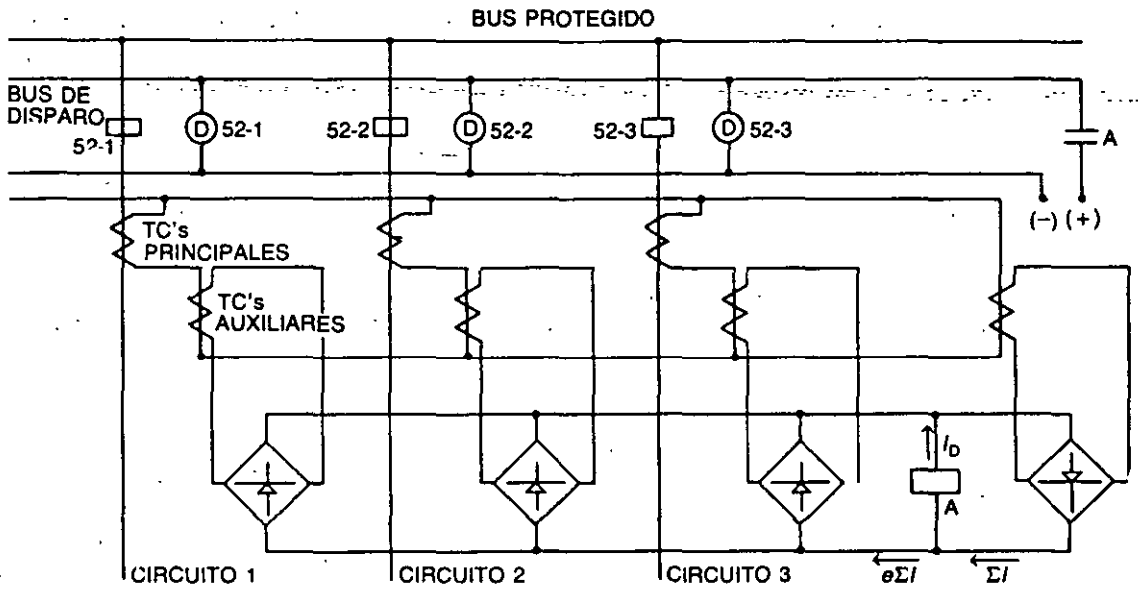 BUS PROTEGIDO
BUS DE
DISPARO
52-1
D
52-1
52-2
D
52-2
52-3
D
52-3
A
(−) (+)
TC's
PRINCIPALES
TC's
AUXILIARES
I_D
A
CIRCUITO 1
CIRCUITO 2
CIRCUITO 3
eΣI
ΣI